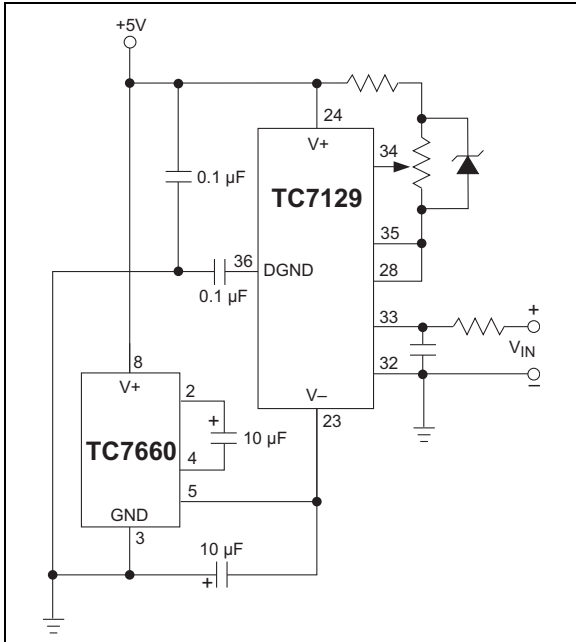 +5V
24
V+
34
0.1 µF
TC7129
35
36
DGND
28
0.1 µF
33
+
VIN
8
32
V+
–
2
V–
23
+
10 µF
TC7660
4
5
GND
3
10 µF
+